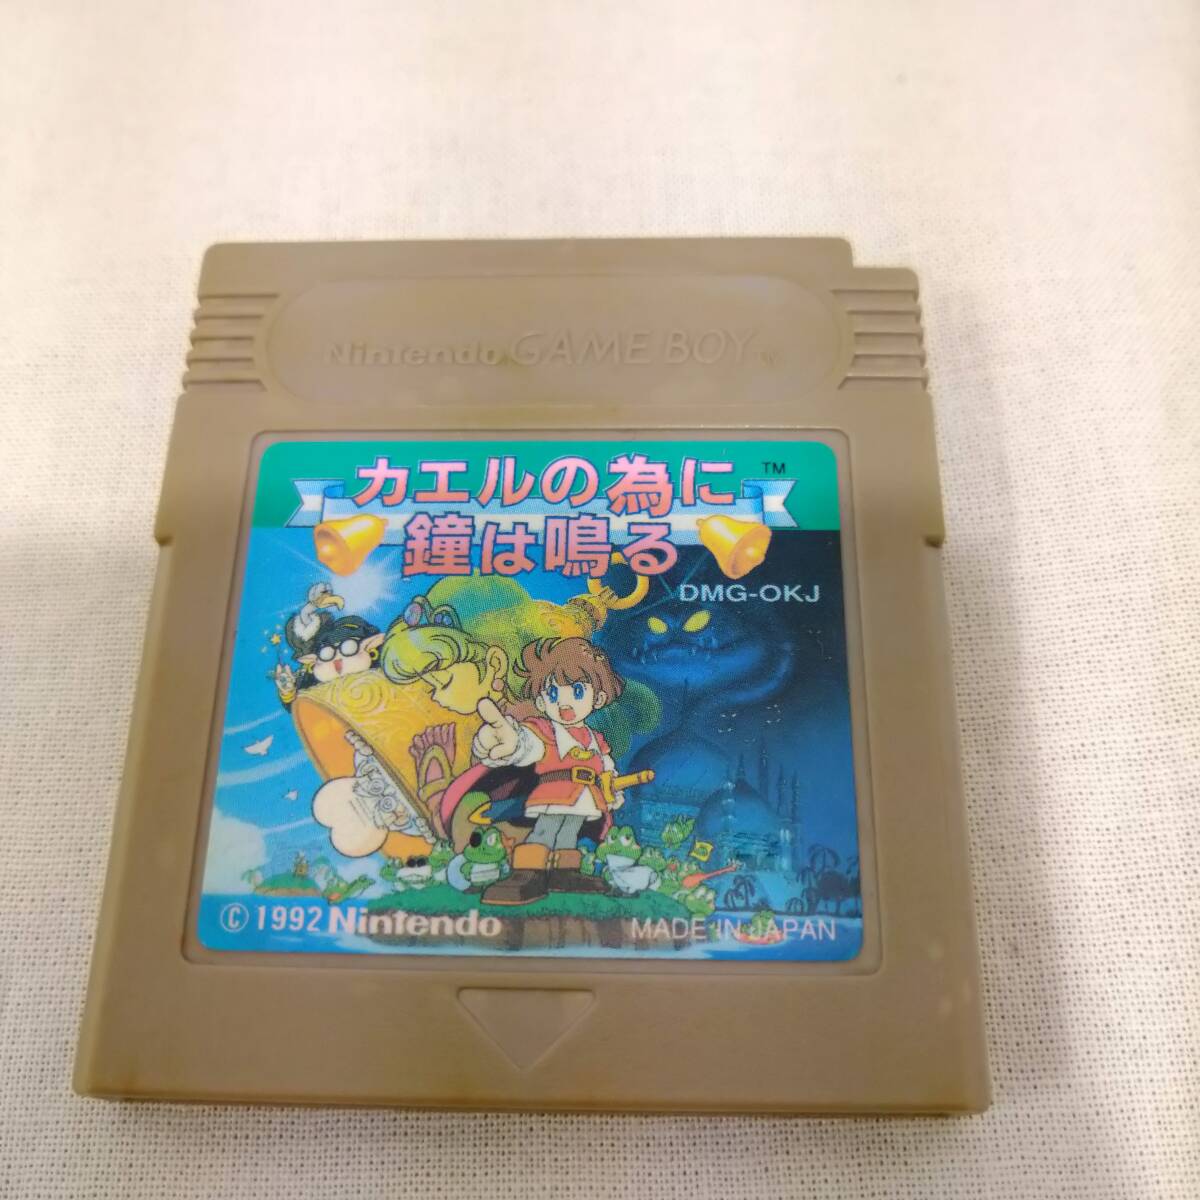 Nintendo GAME BOY TM
カエルの為に TM
鐘は鳴る
DMG-OKJ
© 1992 Nintendo
MADE IN JAPAN